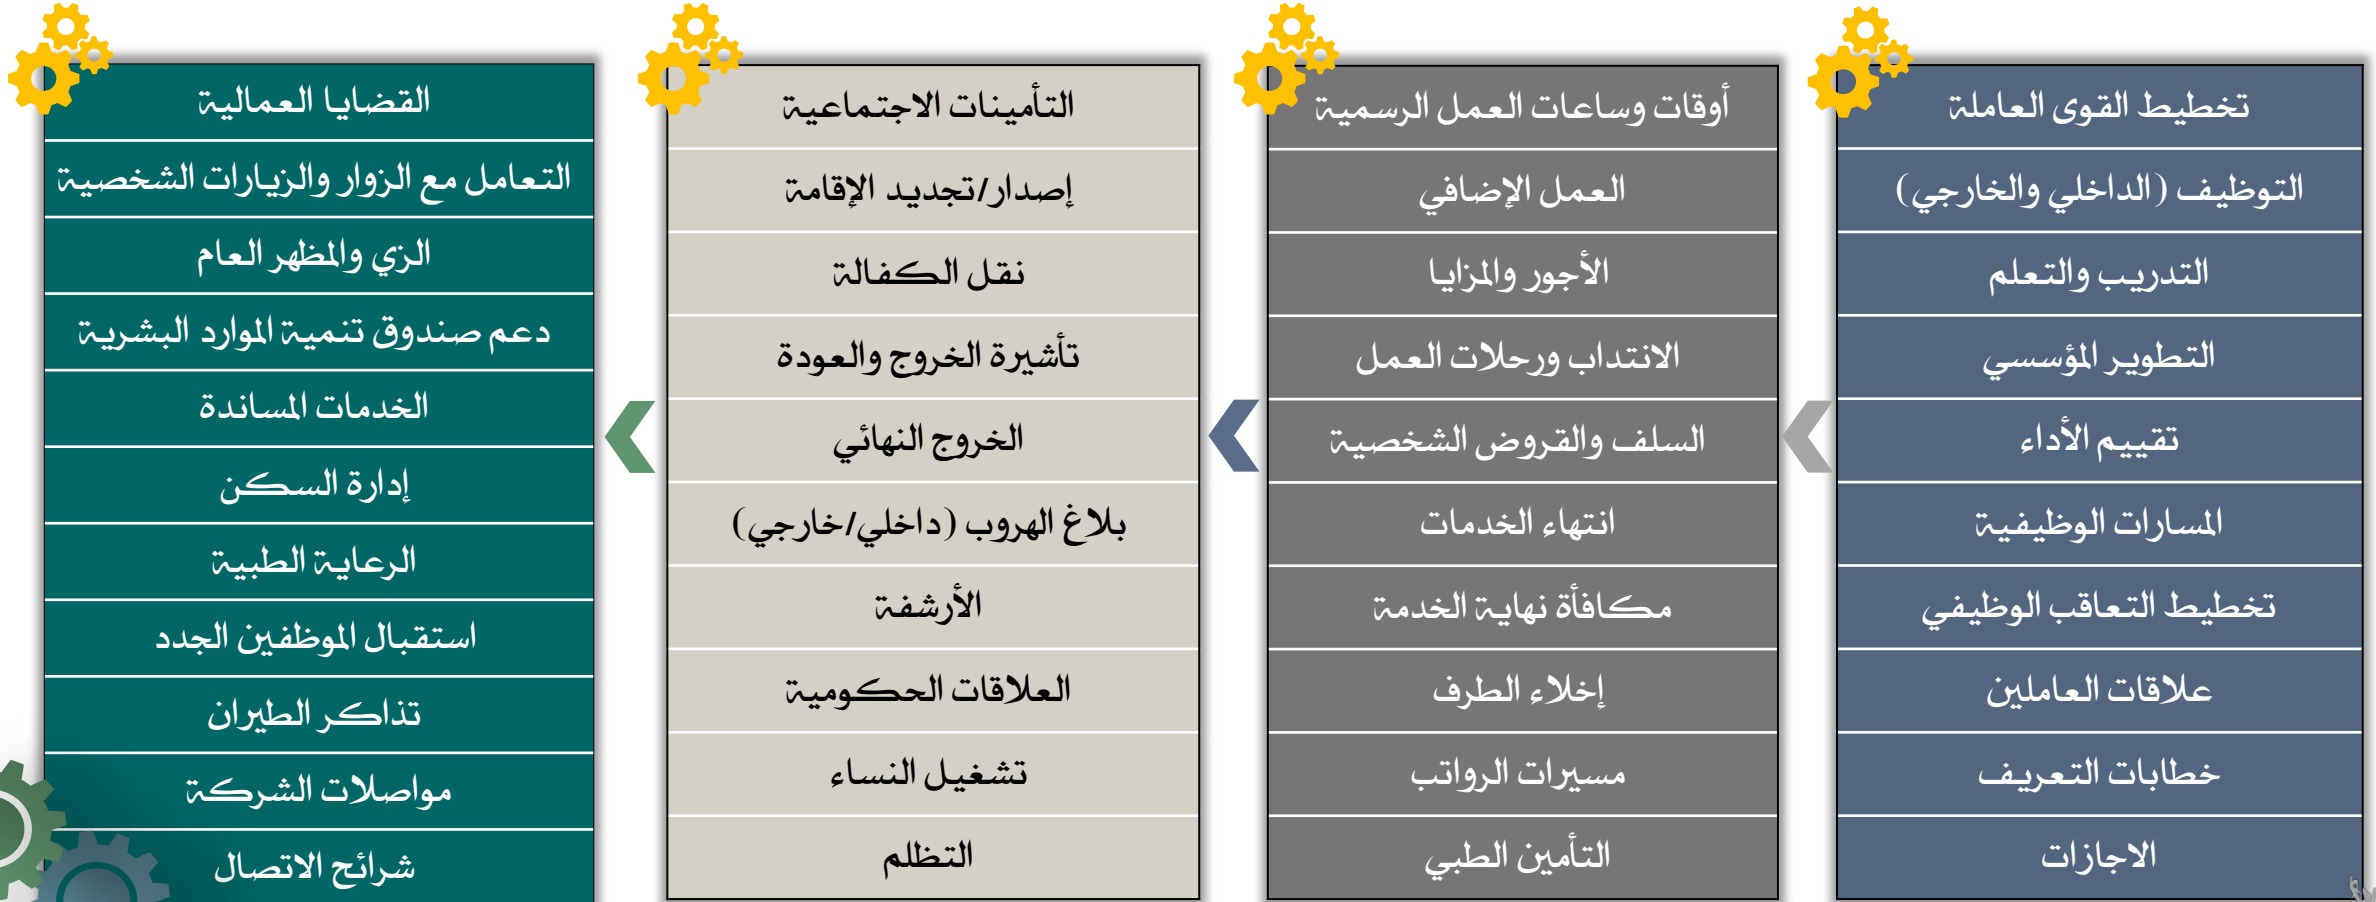 تخطيط القوى العاملة
التوظيف (الداخلي والخارجي)
التدريب والتعلم
التطوير المؤسسي
تقييم الأداء
المسارات الوظيفية
تخطيط التعاقب الوظيفي
علاقات العاملين
خطابات التعريف
الاجازات
أوقات وساعات العمل الرسمية
العمل الإضافي
الأجور والمزايا
الانتداب ورحلات العمل
السلف والقروض الشخصية
انتهاء الخدمات
مكافأة نهاية الخدمة
إخلاء الطرف
مسيرات الرواتب
التأمين الطبي
التأمينات الاجتماعية
إصدار/تجديد الإقامة
نقل الكفالة
تأشيرة الخروج والعودة
الخروج النهائي
بلاغ الهروب (داخلي/خارجي)
الأرشفة
العلاقات الحكومية
تشغيل النساء
التظلم
القضايا العمالية
التعامل مع الزوار والزيارات الشخصية
الزي والمظهر العام
دعم صندوق تنمية الموارد البشرية
الخدمات المساندة
إدارة السكن
الرعاية الطبية
استقبال الموظفين الجدد
تذاكر الطيران
مواصلات الشركة
شرائح الاتصال